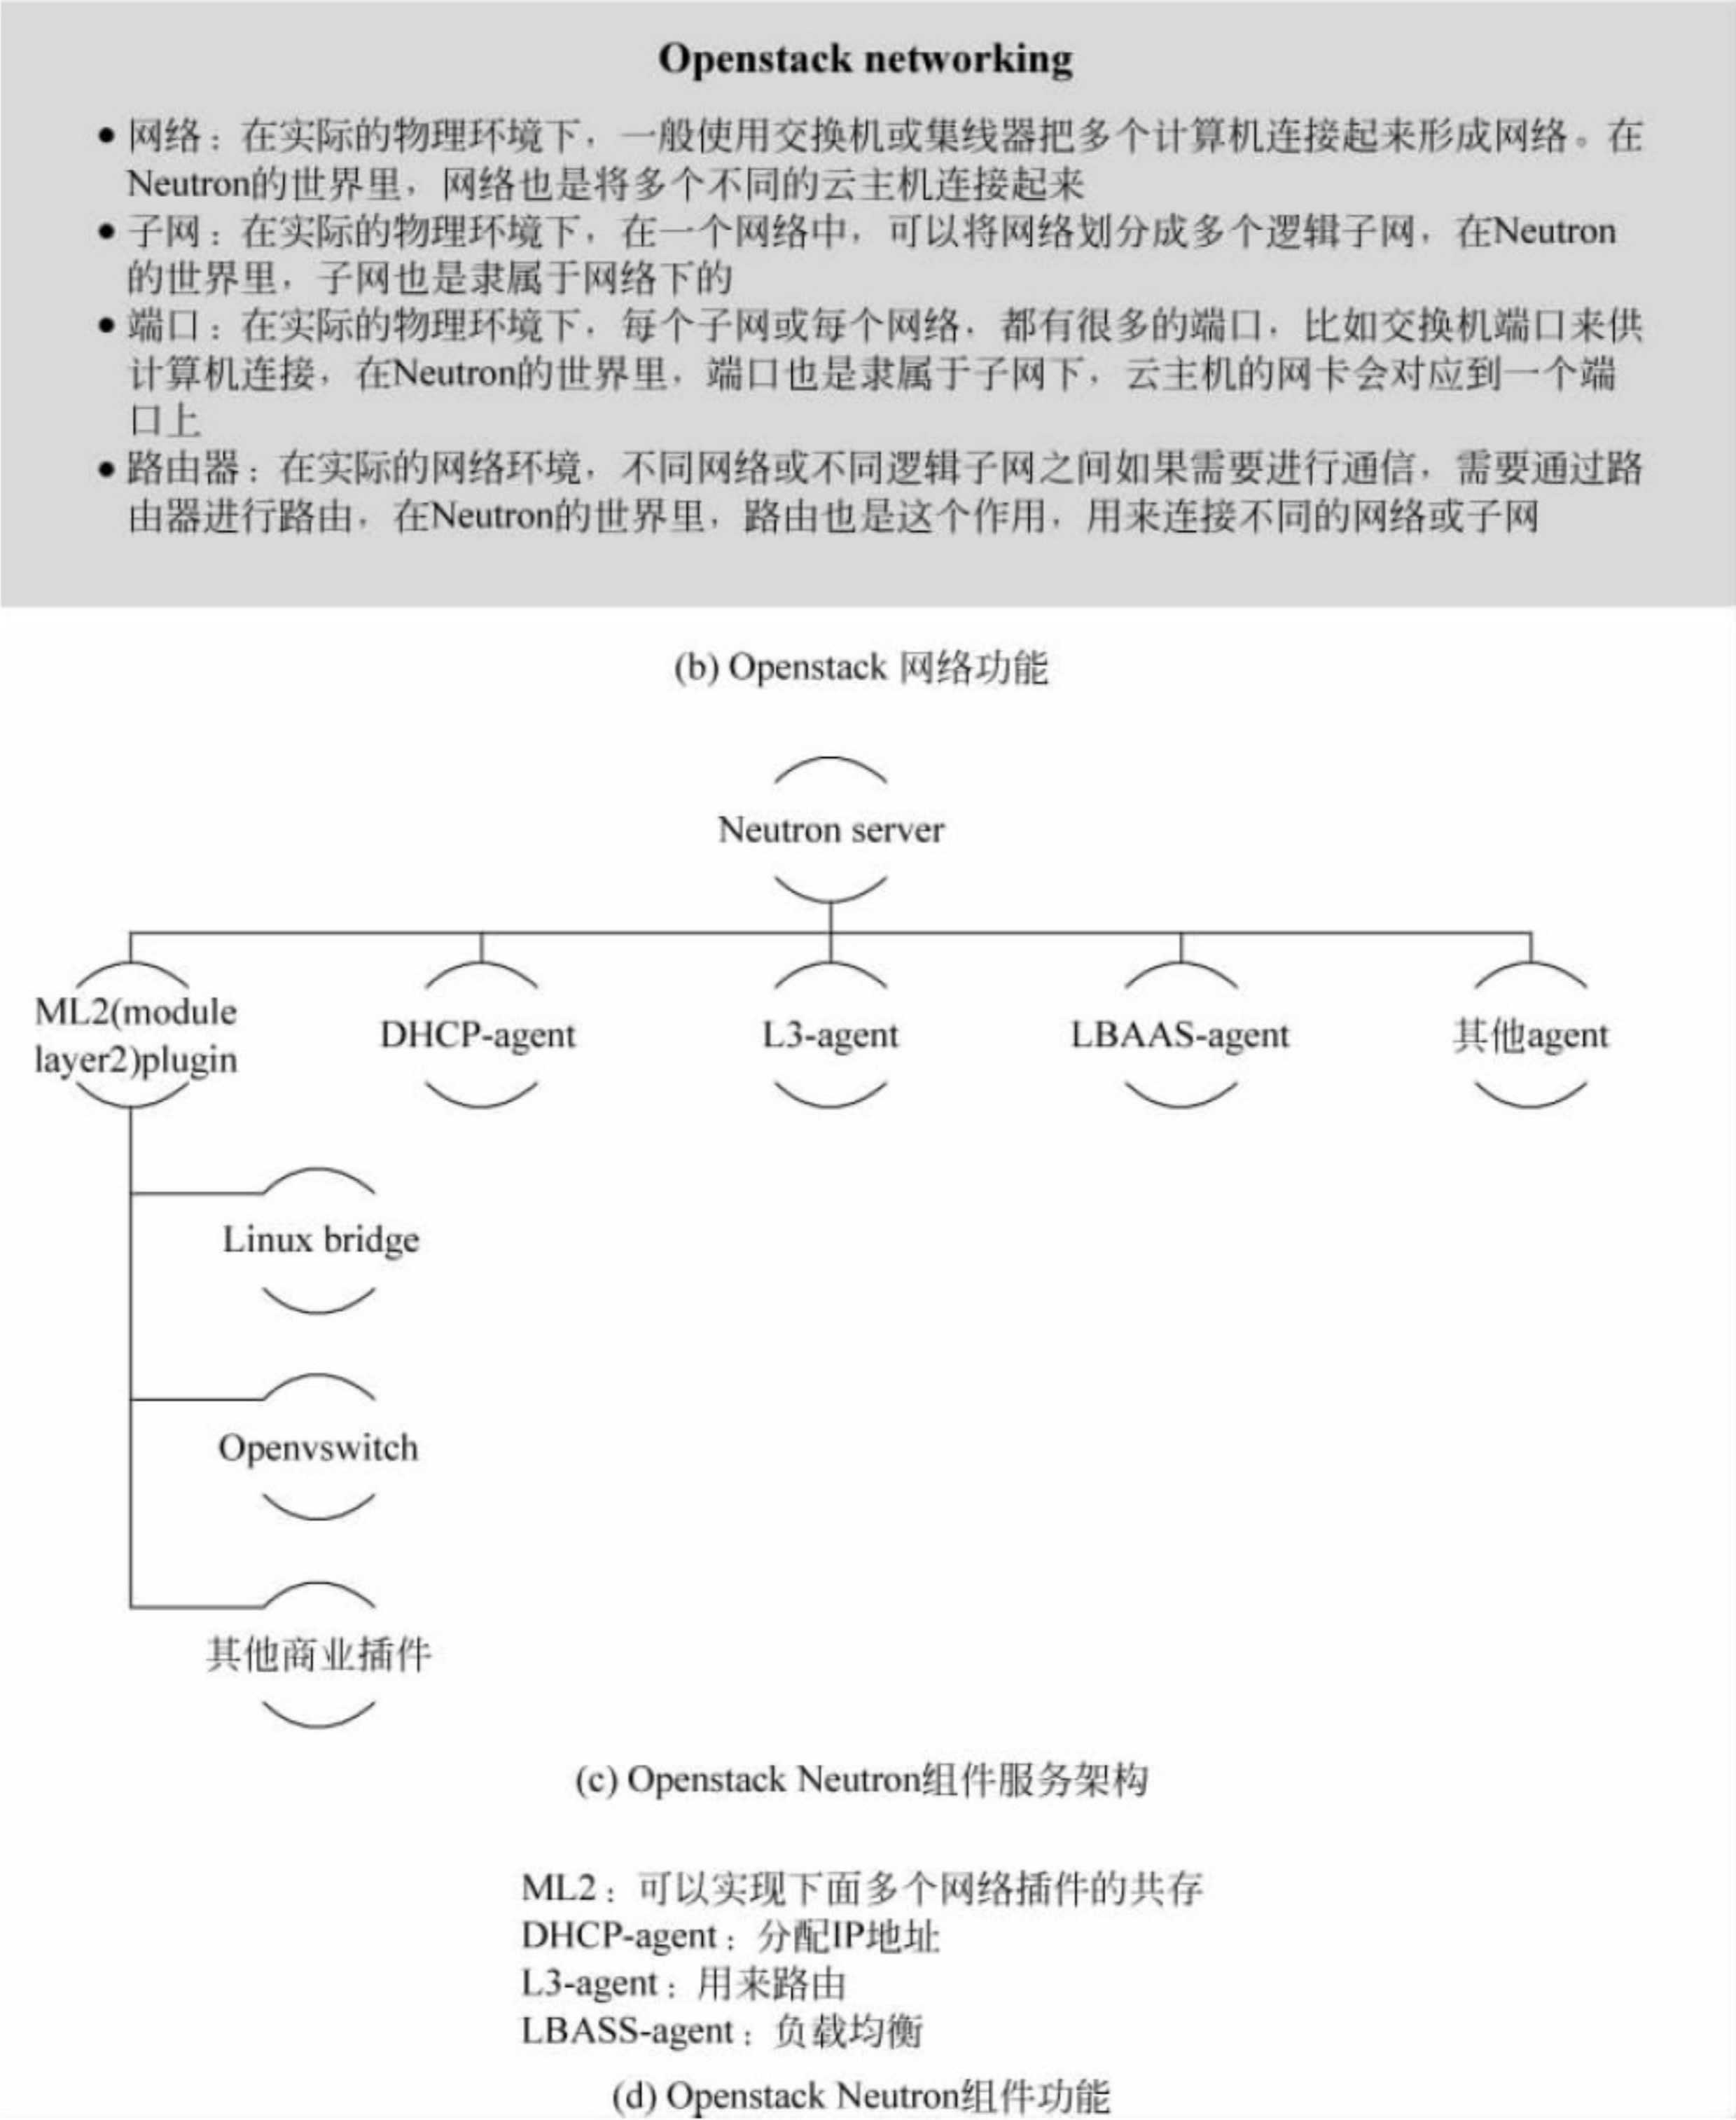 Openstack networking
● 网络：在实际的物理环境下，一般使用交换机或集线器把多个计算机连接起来形成网络。在
Neutron的世界里，网络也是将多个不同的云主机连接起来
● 子网：在实际的物理环境下，在一个网络中，可以将网络划分成多个逻辑子网，在Neutron
的世界里，子网也是隶属于网络下的
● 端口：在实际的物理环境下，每个子网或每个网络，都有很多的端口，比如交换机端口来供
计算机连接，在Neutron的世界里，端口也是隶属于子网下，云主机的网卡会对应到一个端
口上
● 路由器：在实际的网络环境，不同网络或不同逻辑子网之间如果需要进行通信，需要通过路
由器进行路由，在Neutron的世界里，路由也是这个作用，用来连接不同的网络或子网
(b) Openstack 网络功能
Neutron server
ML2(module
layer2)plugin
DHCP-agent
L3-agent
LBAAS-agent
其他agent
Linux bridge
Openvswitch
其他商业插件
(c) Openstack Neutron组件服务架构
ML2：可以实现下面多个网络插件的共存
DHCP-agent：分配IP地址
L3-agent：用来路由
LBASS-agent：负载均衡
(d) Openstack Neutron组件功能